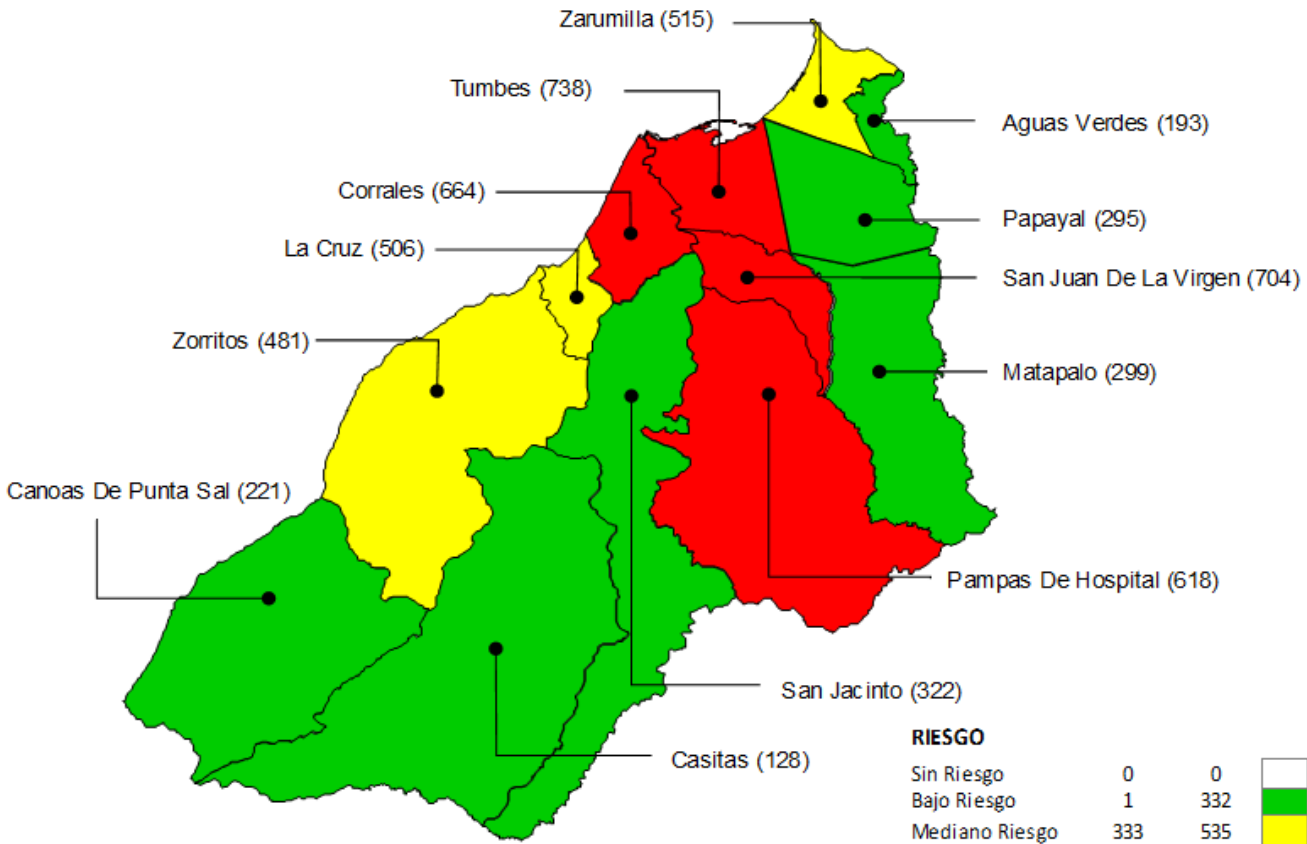 Zarumilla (515)
Tumbes (738)
Aguas Verdes (193)
Corrales (664)
Papayal (295)
La Cruz (506)
San Juan De La Virgen (704)
Zorritos (481)
Matapalo (299)
Canoas De Punta Sal (221)
Pampas De Hospital (618)
San Jacinto (322)
Casitas (128)
RIESGO
Sin Riesgo 0 0
Bajo Riesgo 1 332
Mediano Riesgo 333 535